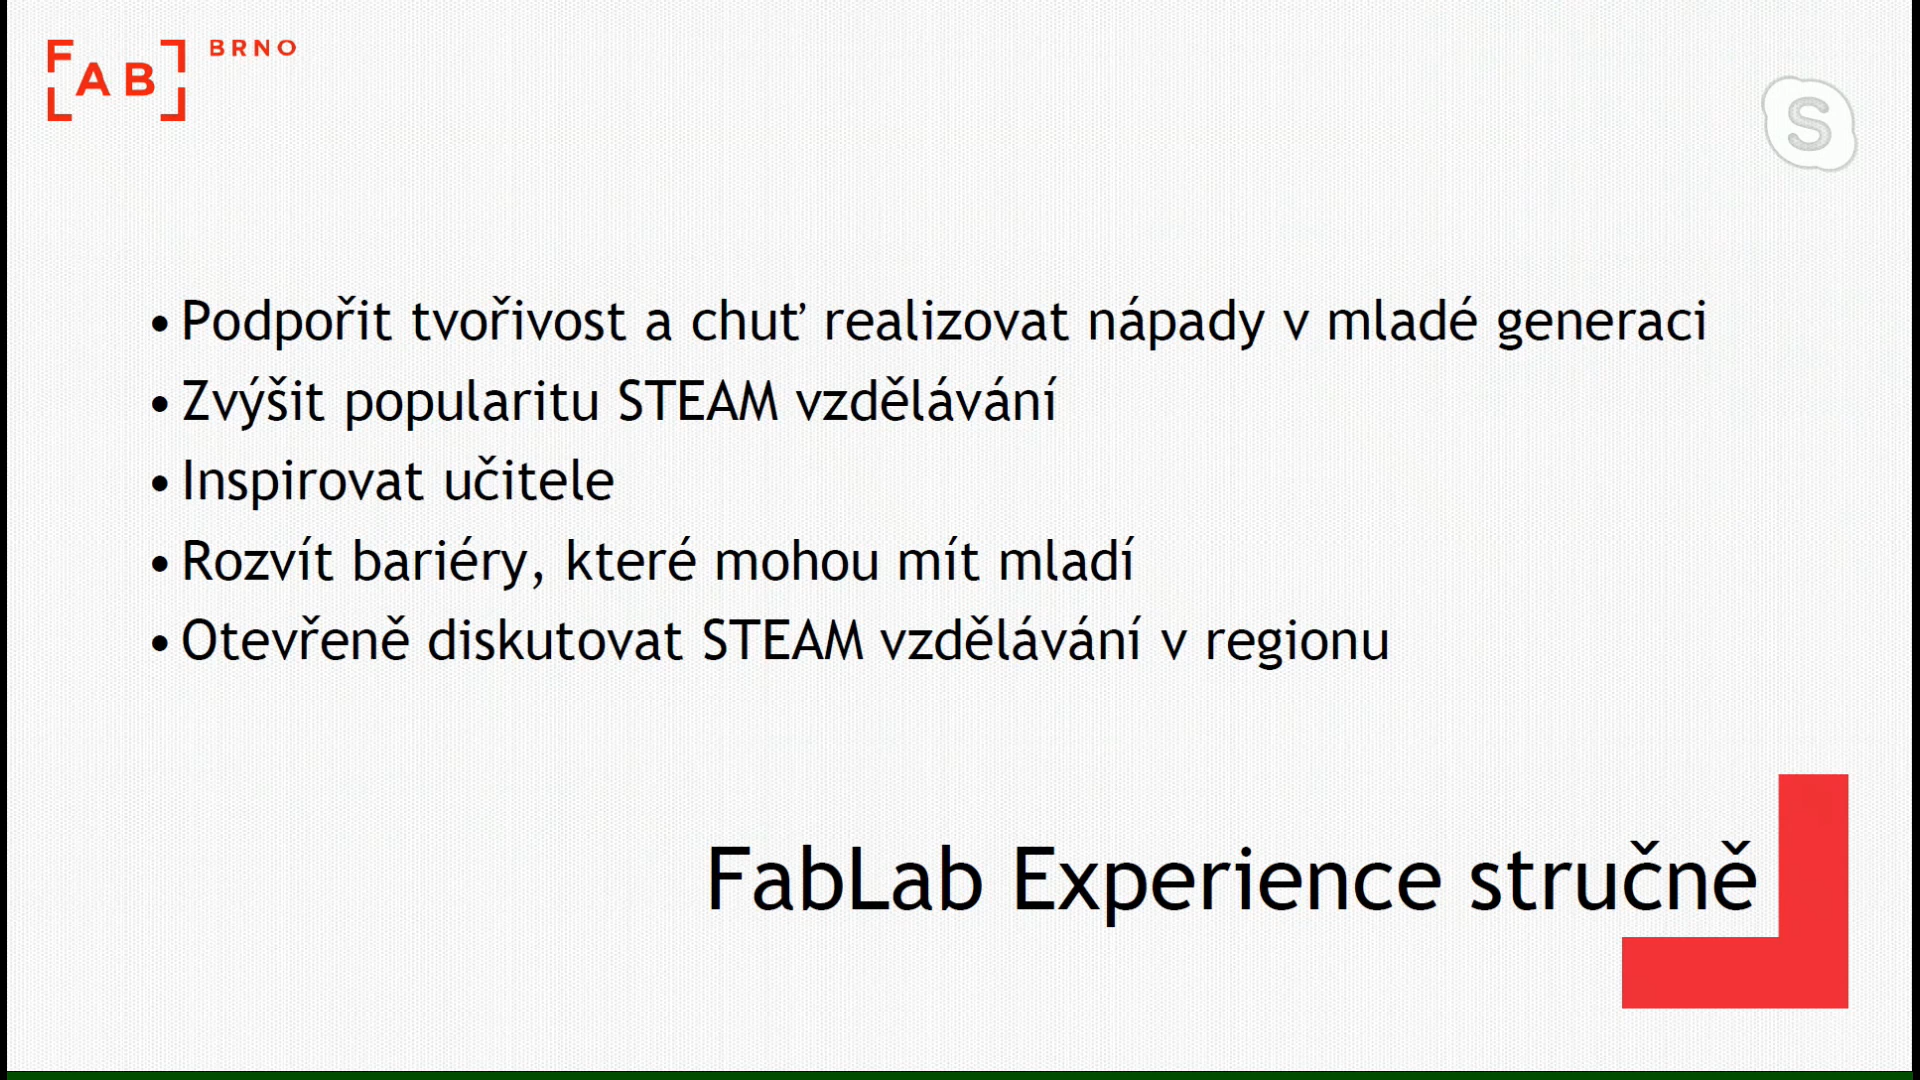 FAB BRNO
S
• Podpořit tvořivost a chuť realizovat nápady v mladé generaci
• Zvýšit popularitu STEAM vzdělávání
• Inspirovat učitele
• Rozvít bariéry, které mohou mít mladí
• Otevřeně diskutovat STEAM vzdělávání v regionu
FabLab Experience stručně